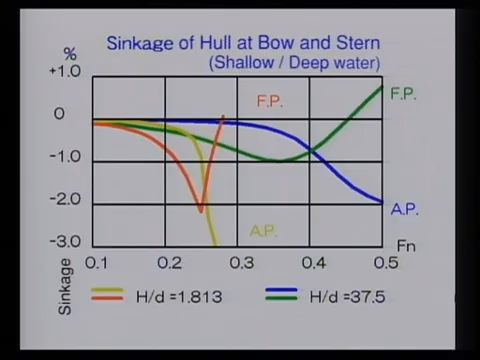 Sinkage of Hull at Bow and Stern
(Shallow / Deep water)
%
+1.0
F.P.
F.P.
0
-1.0
-2.0
A.P.
A.P.
-3.0
Fn
0.1 0.2 0.3 0.4 0.5
Sinkage
H/d =1.813 H/d =37.5